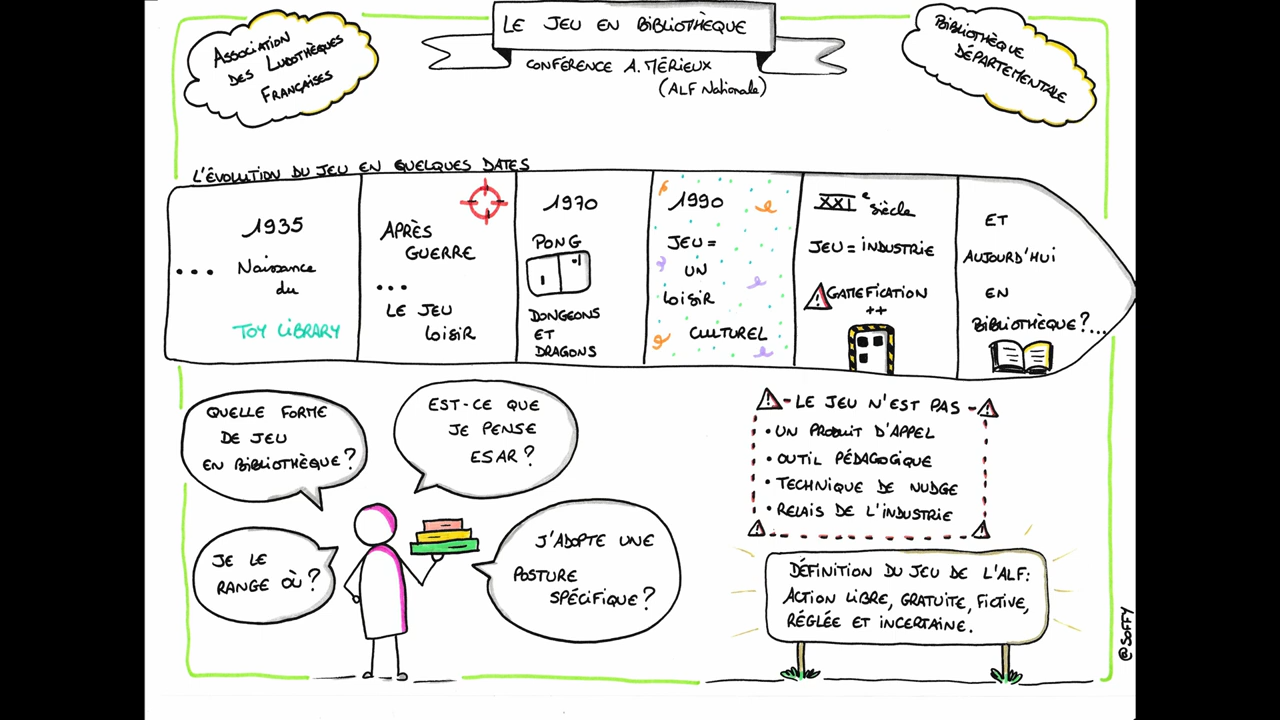 ASSOCIATION
DES LUDOTHÈQUES
FRANÇAISES
LE JEU EN BIBLIOTHÈQUE
CONFÉRENCE A. MÉRIEUX
(ALF Nationale)
BIBLIOTHÈQUE
DÉPARTEMENTALE
L'ÉVOLUTION DU JEU EN QUELQUES DATES
1935
... Naissance
du
TOY LIBRARY
APRÈS
GUERRE
...
LE JEU
LOISIR
1970
PONG
DONGEONS
ET
DRAGONS
1990
JEU =
UN
LOISIR
CULTUREL
XXIe siècle
JEU = INDUSTRIE
GAMEFICATION
++
ET
AUJOURD'HUI
EN
BIBLIOTHÈQUE?...
QUELLE FORME
DE JEU
EN BIBLIOTHÈQUE?
EST-CE QUE
JE PENSE
ESAR?
JE LE
RANGE OÙ?
J'ADOPTE UNE
POSTURE
SPÉCIFIQUE?
- LE JEU N'EST PAS -
• UN PRODUIT D'APPEL
• OUTIL PÉDAGOGIQUE
• TECHNIQUE DE NUDGE
• RELAIS DE L'INDUSTRIE
DÉFINITION DU JEU DE L'ALF:
ACTION LIBRE, GRATUITE, FICTIVE,
RÉGLÉE ET INCERTAINE.
@SOFFY